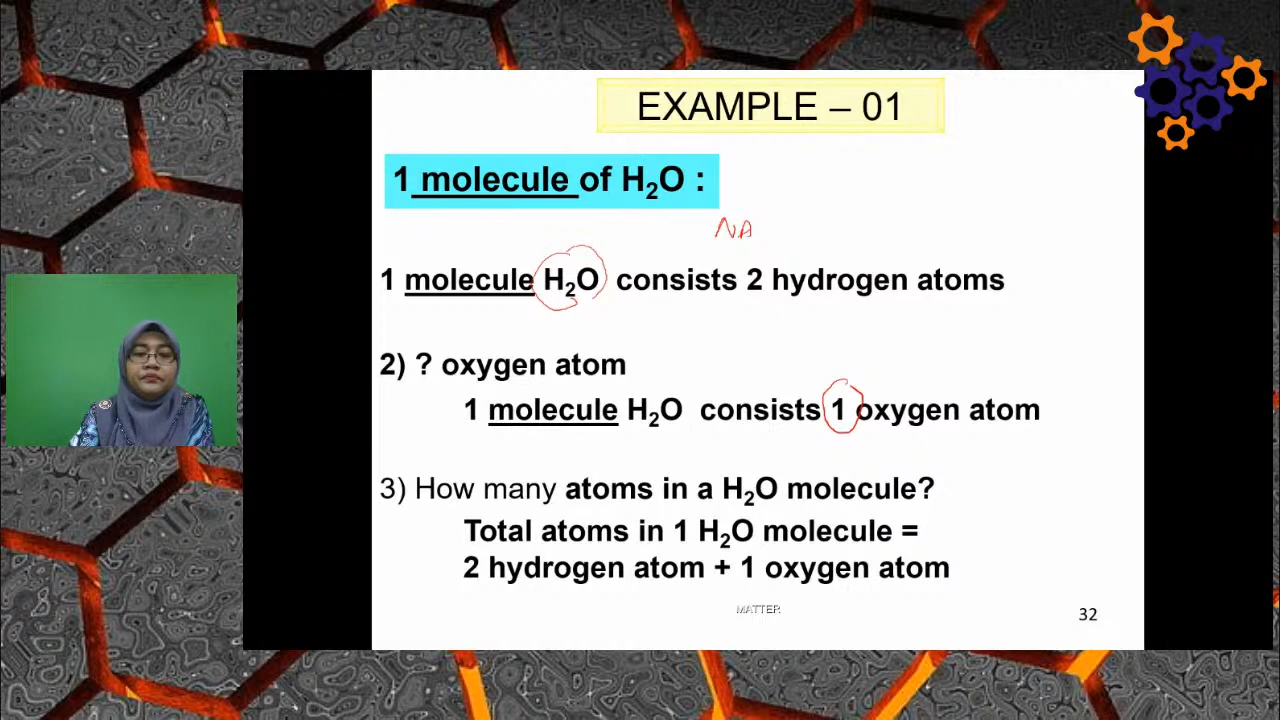 EXAMPLE – 01
1 molecule of H₂O :
NA
1 molecule H₂O consists 2 hydrogen atoms
2) ? oxygen atom
1 molecule H₂O consists 1 oxygen atom
3) How many atoms in a H₂O molecule?
Total atoms in 1 H₂O molecule =
2 hydrogen atom + 1 oxygen atom
MATTER
32